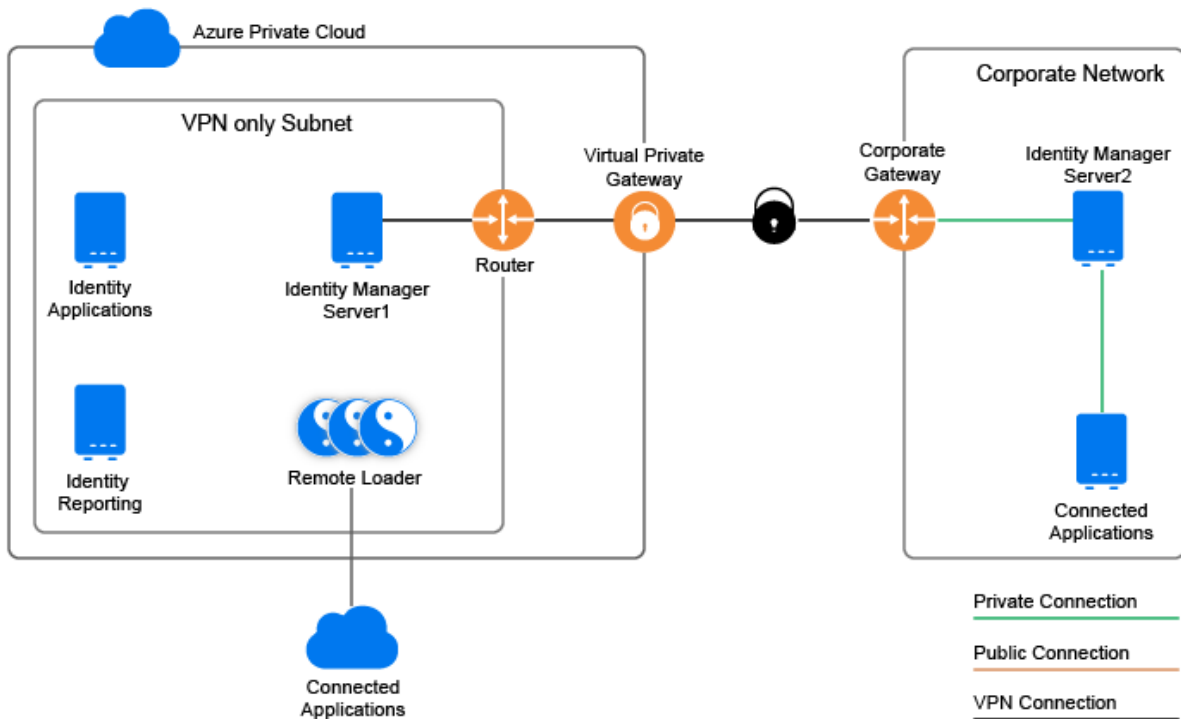 Azure Private Cloud
Corporate Network
VPN only Subnet
Virtual Private
Gateway
Corporate
Gateway
Identity Manager
Server2
Router
Identity
Applications
Identity Manager
Server1
Identity
Reporting
Remote Loader
Connected
Applications
Connected
Applications
Private Connection
Public Connection
VPN Connection